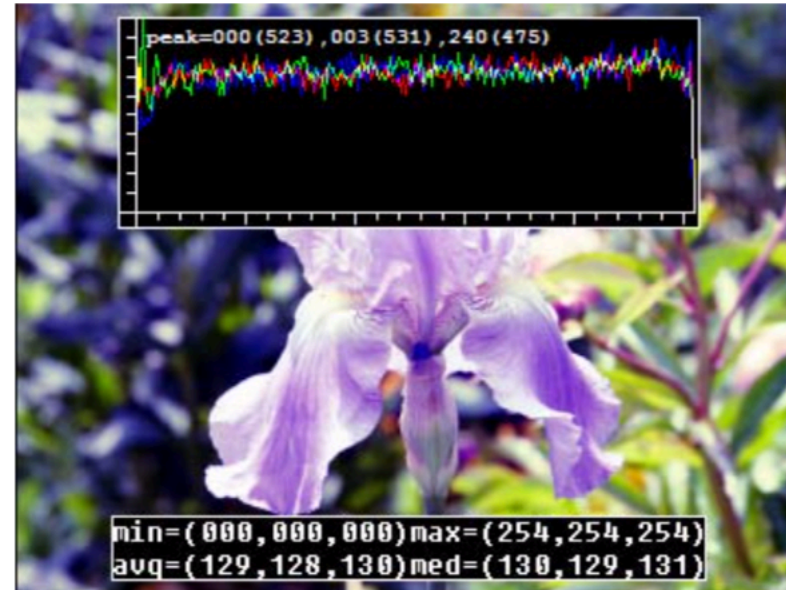 peak=000(523),003(531),240(475)
min=(000,000,000)max=(254,254,254)
avq=(129,128,130)med=(130,129,131)